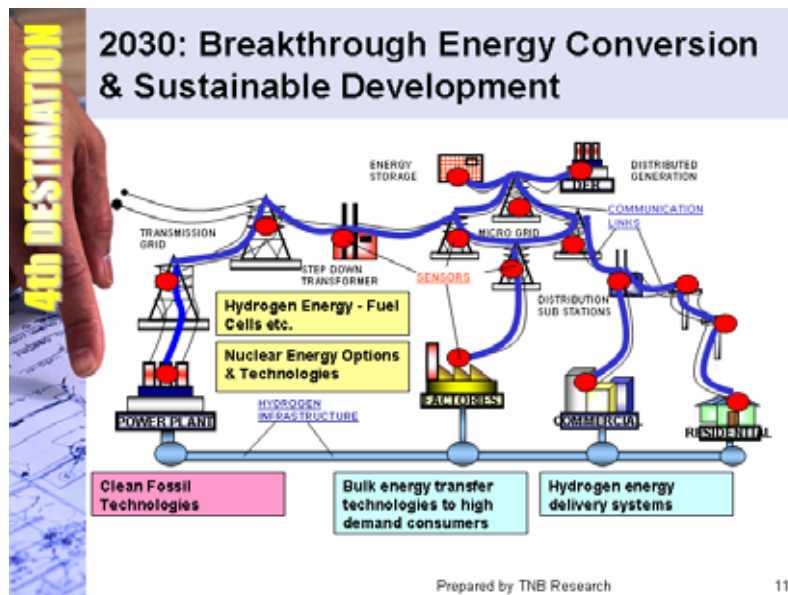 4th DESTINATION
2030: Breakthrough Energy Conversion
& Sustainable Development
ENERGY
STORAGE
DER
DISTRIBUTED
GENERATION
COMMUNICATION
LINKS
TRANSMISSION
GRID
MICRO GRID
STEP DOWN
TRANSFORMER
SENSORS
DISTRIBUTION
SUB STATIONS
Hydrogen Energy - Fuel
Cells etc.
Nuclear Energy Options
& Technologies
POWER PLANT
HYDROGEN
INFRASTRUCTURE
FACTORIES
COMMERCIAL
RESIDENTIAL
Clean Fossil
Technologies
Bulk energy transfer
technologies to high
demand consumers
Hydrogen energy
delivery systems
Prepared by TNB Research
11